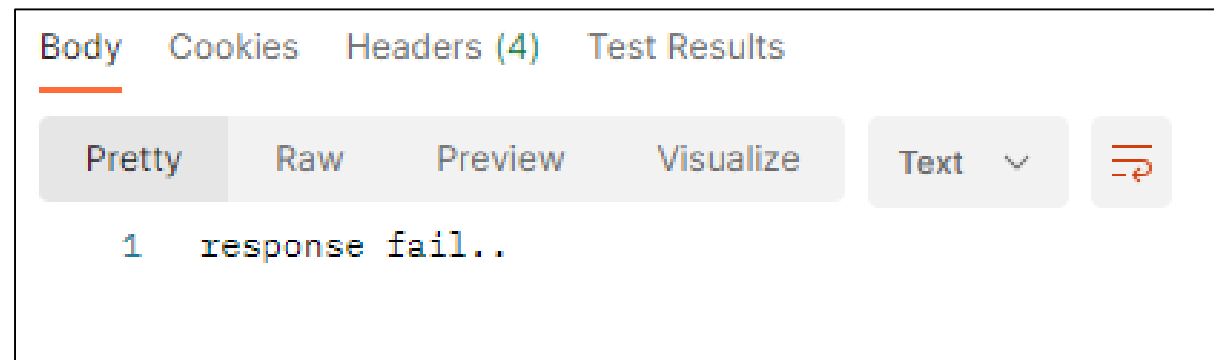 Body Cookies Headers (4) Test Results
Pretty Raw Preview Visualize Text
1 response fail..